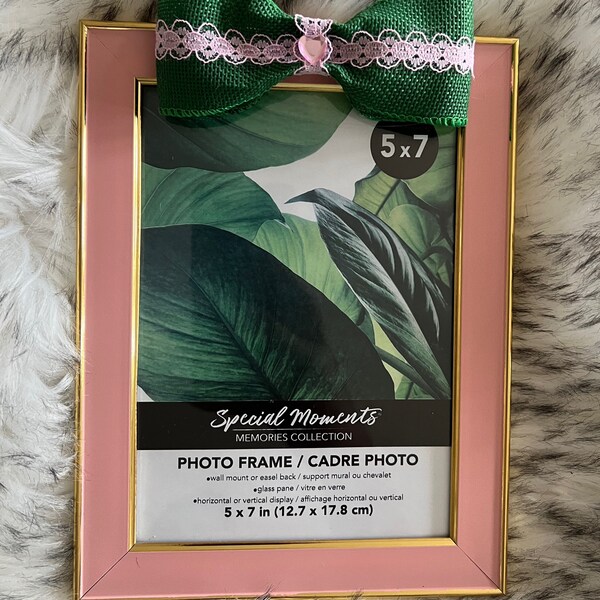 5 x 7
Special Moments
MEMORIES COLLECTION
PHOTO FRAME / CADRE PHOTO
•wall mount or easel back / support mural ou chevalet
•glass pane / vitre en verre
•horizontal or vertical display / affichage horizontal ou vertical
5 x 7 in (12.7 x 17.8 cm)